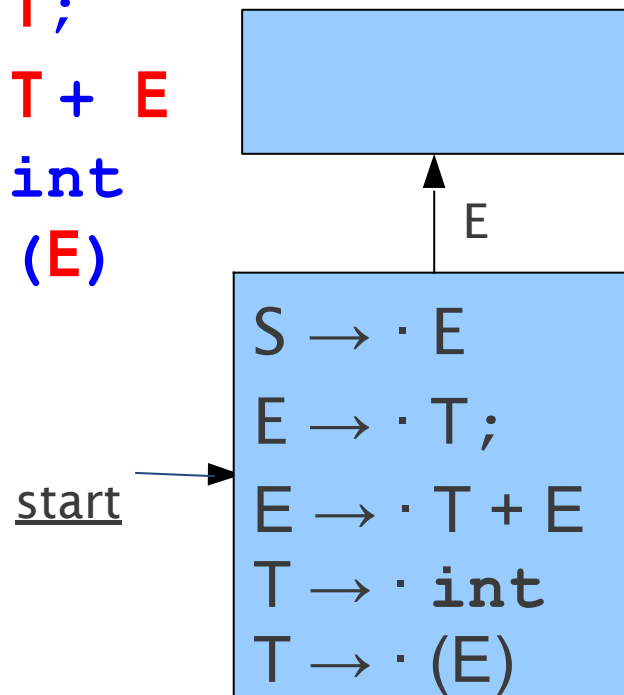 T;
T + E
int
(E)
E
S → · E
E → · T;
start
E → · T + E
T → · int
T → · (E)